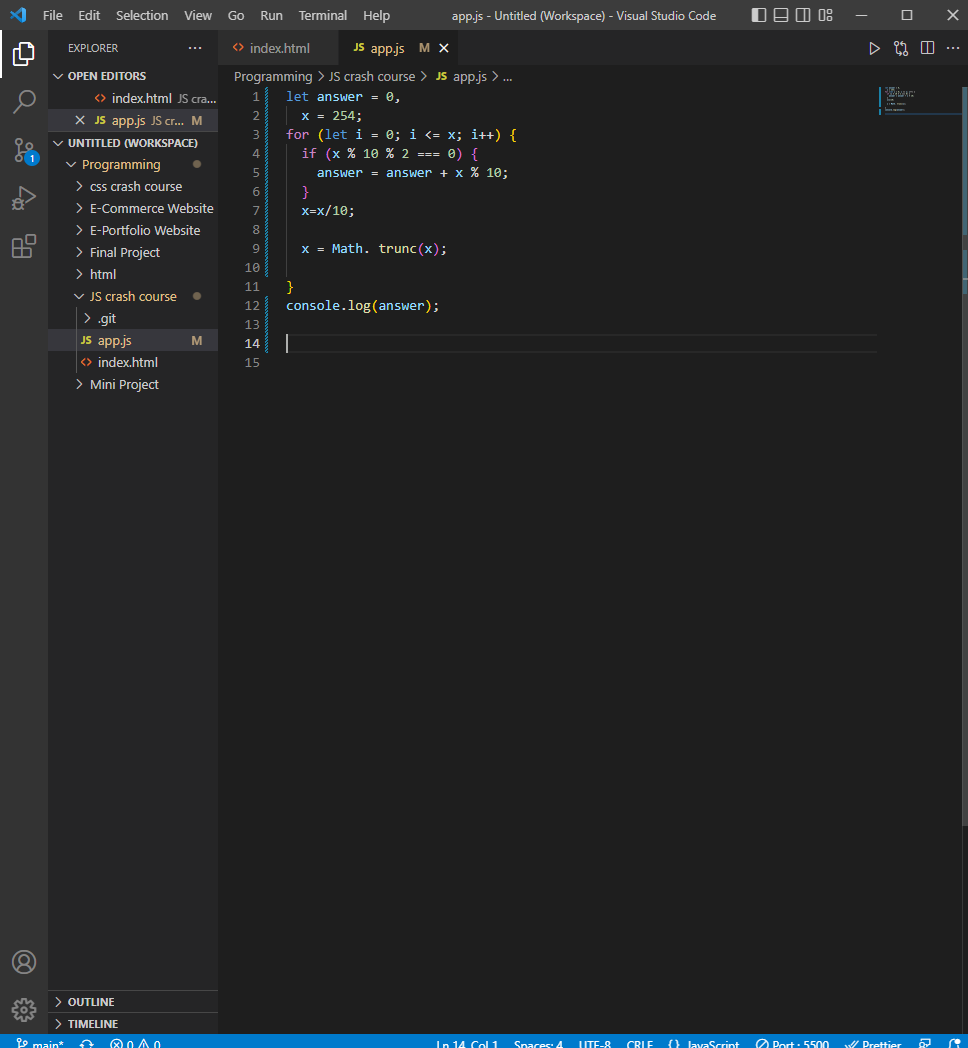 File Edit Selection View Go Run Terminal Help app.js - Untitled (Workspace) - Visual Studio Code
EXPLORER ···
OPEN EDITORS
index.html JS cra...
app.js JS cr... M
UNTITLED (WORKSPACE)
Programming
css crash course
E-Commerce Website
E-Portfolio Website
Final Project
html
JS crash course
.git
JS app.js M
index.html
Mini Project
OUTLINE
TIMELINE
1
index.html JS app.js M
Programming > JS crash course > JS app.js > ...
1 let answer = 0,
2 x = 254;
3 for (let i = 0; i <= x; i++) {
4 if (x % 10 % 2 === 0) {
5 answer = answer + x % 10;
6 }
7 x=x/10;
8
9 x = Math. trunc(x);
10
11 }
12 console.log(answer);
13
14
15
main* 0 0 Ln 14, Col 1 Spaces: 4 UTF-8 CRLF {} JavaScript Port : 5500 Prettier